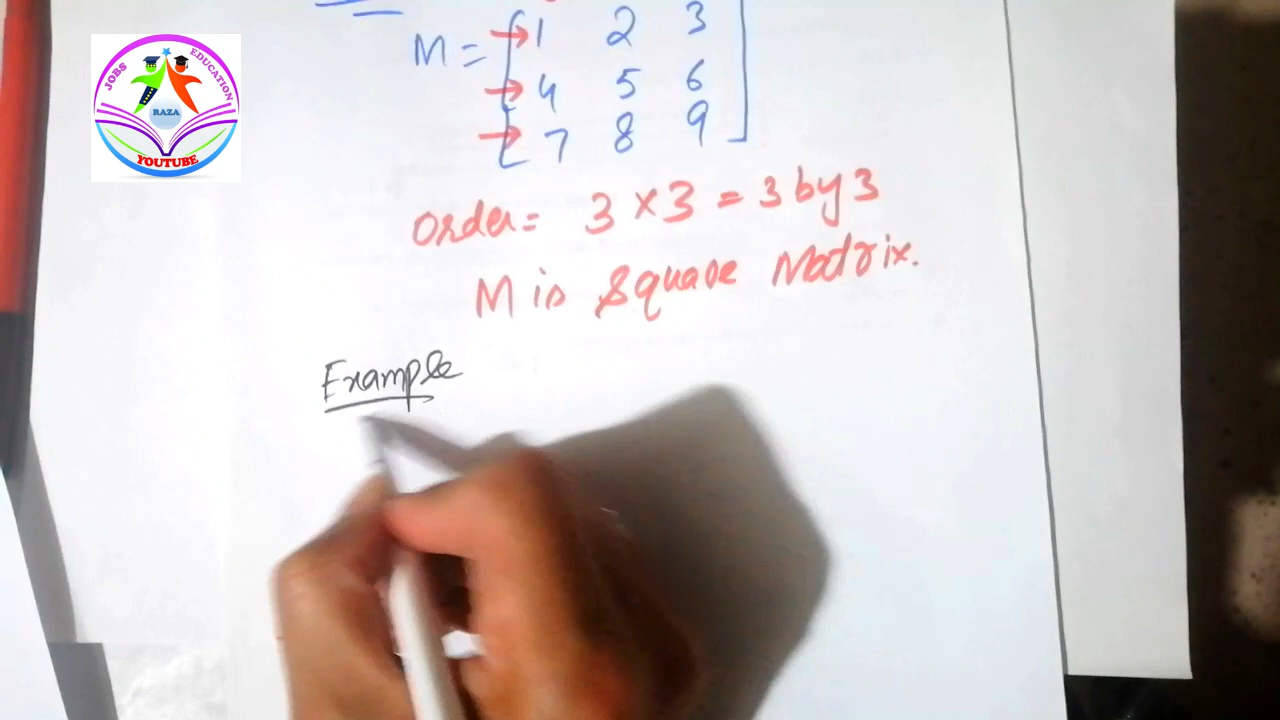 JOBS
EDUCATION
RAZA
YOUTUBE
M = [ 1 2 3
4 5 6
7 8 9 ]
Order = 3 × 3 = 3 by 3
M is Square Matrix.
Example